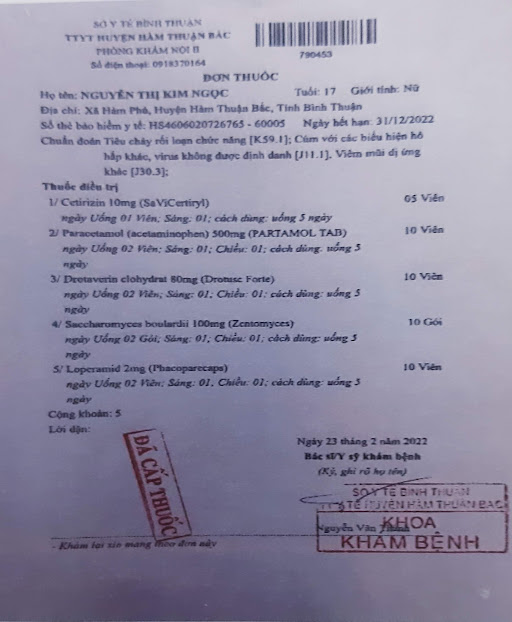 SỞ Y TẾ BÌNH THUẬN
TTYT HUYỆN HÀM THUẬN BẮC
PHÒNG KHÁM NỘI II
Số điện thoại: 0918370164
790453
ĐƠN THUỐC
Họ tên: NGUYỄN THỊ KIM NGỌC Tuổi: 17 Giới tính: Nữ
Địa chỉ: Xã Hàm Phú, Huyện Hàm Thuận Bắc, Tỉnh Bình Thuận
Số thẻ bảo hiểm y tế: HS4606020726765 - 60005 Ngày hết hạn: 31/12/2022
Chuẩn đoán Tiêu chảy rối loạn chức năng [K59.1]; Cúm với các biểu hiện hô
hấp khác, virus không được định danh [J11.1], Viêm mũi dị ứng
khác [J30.3];
Thuốc điều trị
1/ Cetirizin 10mg (SaViCertiryl) 05 Viên
ngày Uống 01 Viên; Sáng: 01; cách dùng: uống 5 ngày
2/ Paracetamol (acetaminophen) 500mg (PARTAMOL TAB) 10 Viên
ngày Uống 02 Viên; Sáng: 01; Chiều: 01; cách dùng: uống 5
ngày
3/ Drotaverin clohydrat 80mg (Drotusc Forte) 10 Viên
ngày Uống 02 Viên; Sáng: 01; Chiều: 01; cách dùng: uống 5
ngày
4/ Saccharomyces boulardii 100mg (Zentomyces) 10 Gói
ngày Uống 02 Gói; Sáng: 01; Chiều: 01; cách dùng: uống 5
ngày
5/ Loperamid 2mg (Phacoparecaps) 10 Viên
ngày Uống 02 Viên; Sáng: 01, Chiều: 01; cách dùng: uống 5
ngày
Cộng khoản: 5
Lời dặn:
Ngày 23 tháng 2 năm 2022
Bác sĩ/Y sỹ khám bệnh
(Ký, ghi rõ họ tên)
ĐÃ CẤP THUỐC
SỞ Y TẾ BÌNH THUẬN
TẾ HUYỆN HÀM THUẬN BẮC
Nguyễn Văn
KHOA
KHÁM BỆNH
- Khám lại xin mang theo đơn này